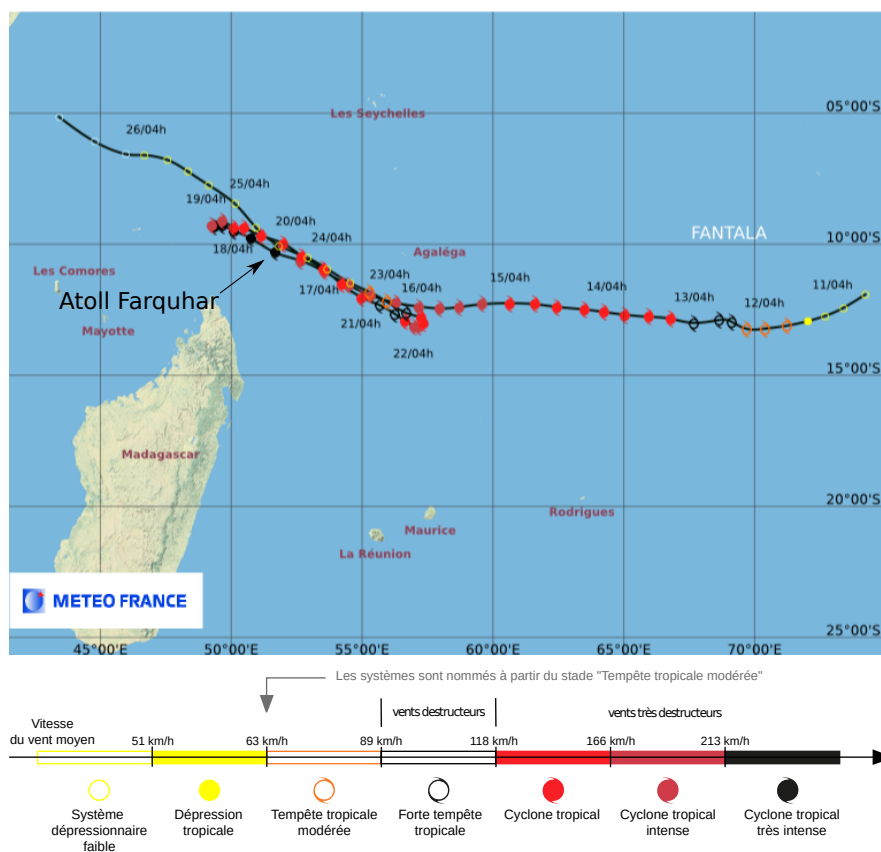 05°00'S
Les Seychelles
26/04h
25/04h
19/04h
20/04h
FANTALA
24/04h
10°00'S
18/04h
Agaléga
Les Comores
23/04h
15/04h
11/04h
Atoll Farquhar
17/04h
16/04h
14/04h
13/04h
12/04h
Mayotte
21/04h
22/04h
15°00'S
Madagascar
20°00'S
Rodrigues
Maurice
La Réunion
METEO FRANCE
25°00'S
45°00'E
50°00'E
55°00'E
60°00'E
65°00'E
70°00'E
Les systèmes sont nommés à partir du stade "Tempête tropicale modérée"
vents destructeurs
vents très destructeurs
Vitesse
du vent moyen
51 km/h
63 km/h
89 km/h
118 km/h
166 km/h
213 km/h
Système
dépressionnaire
faible
Dépression
tropicale
Tempête tropicale
modérée
Forte tempête
tropicale
Cyclone tropical
Cyclone tropical
intense
Cyclone tropical
très intense